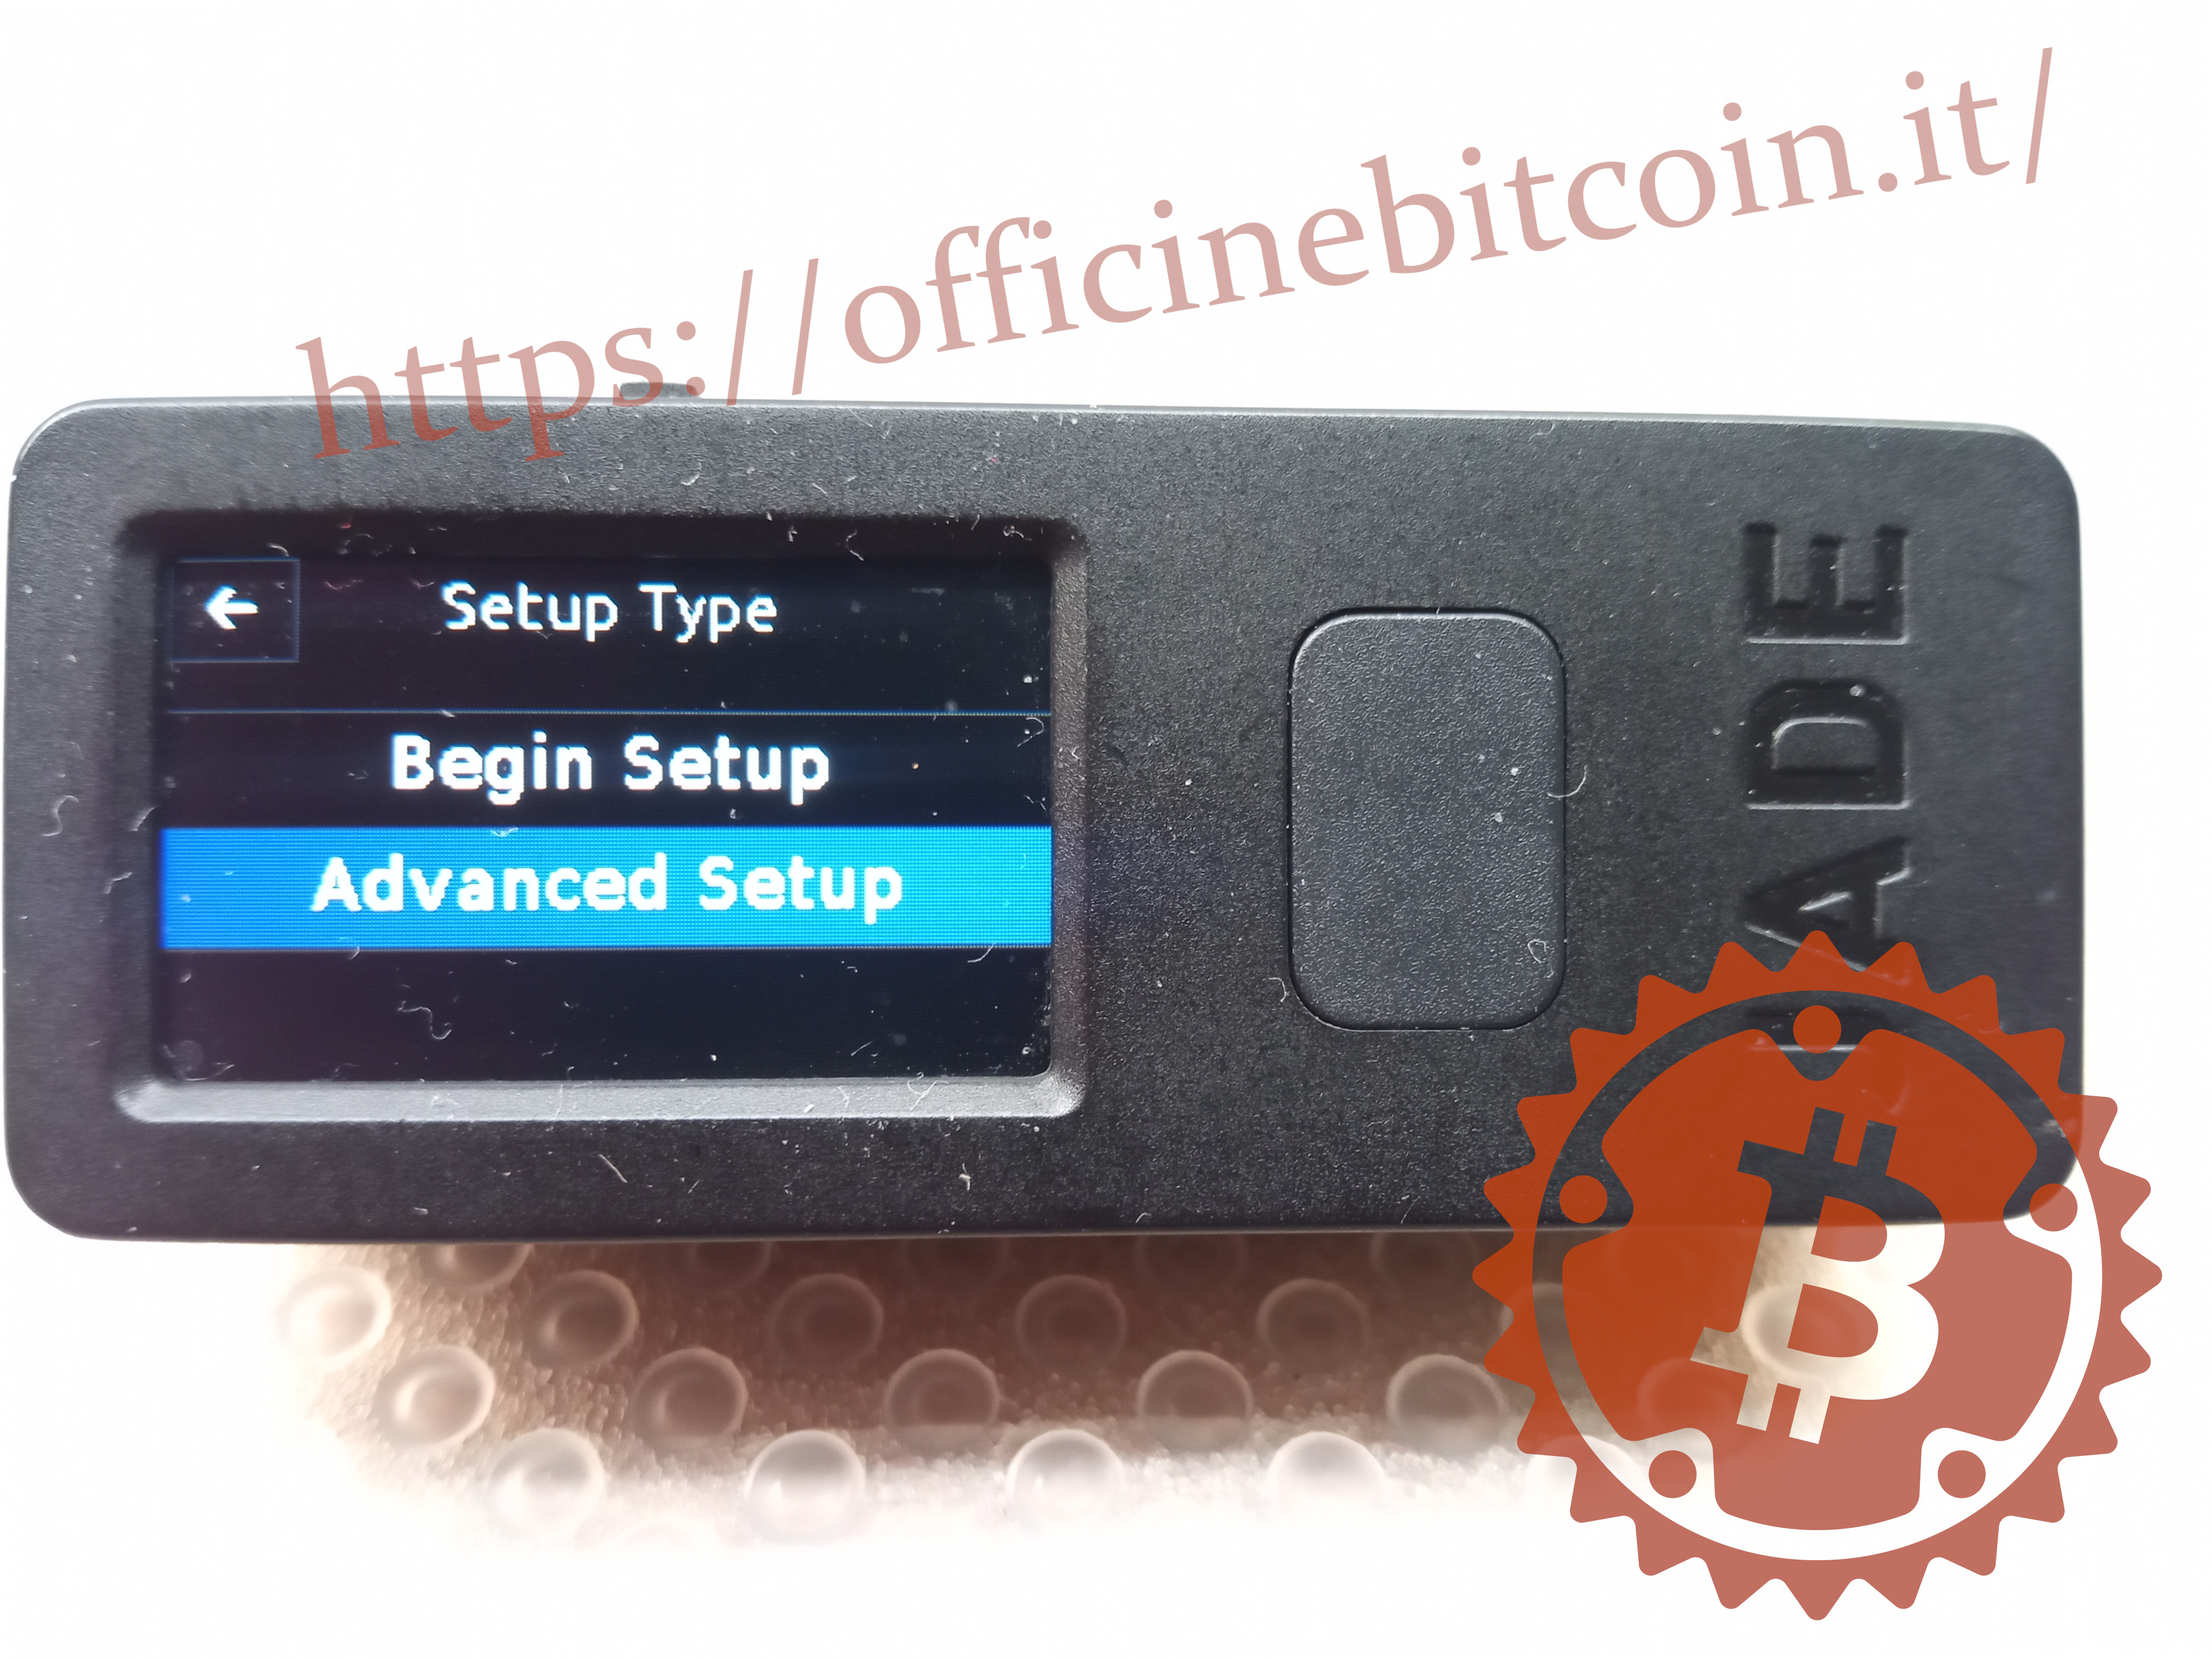 https://officinebitcoin.it/
Setup Type
Begin Setup
Advanced Setup
JADE